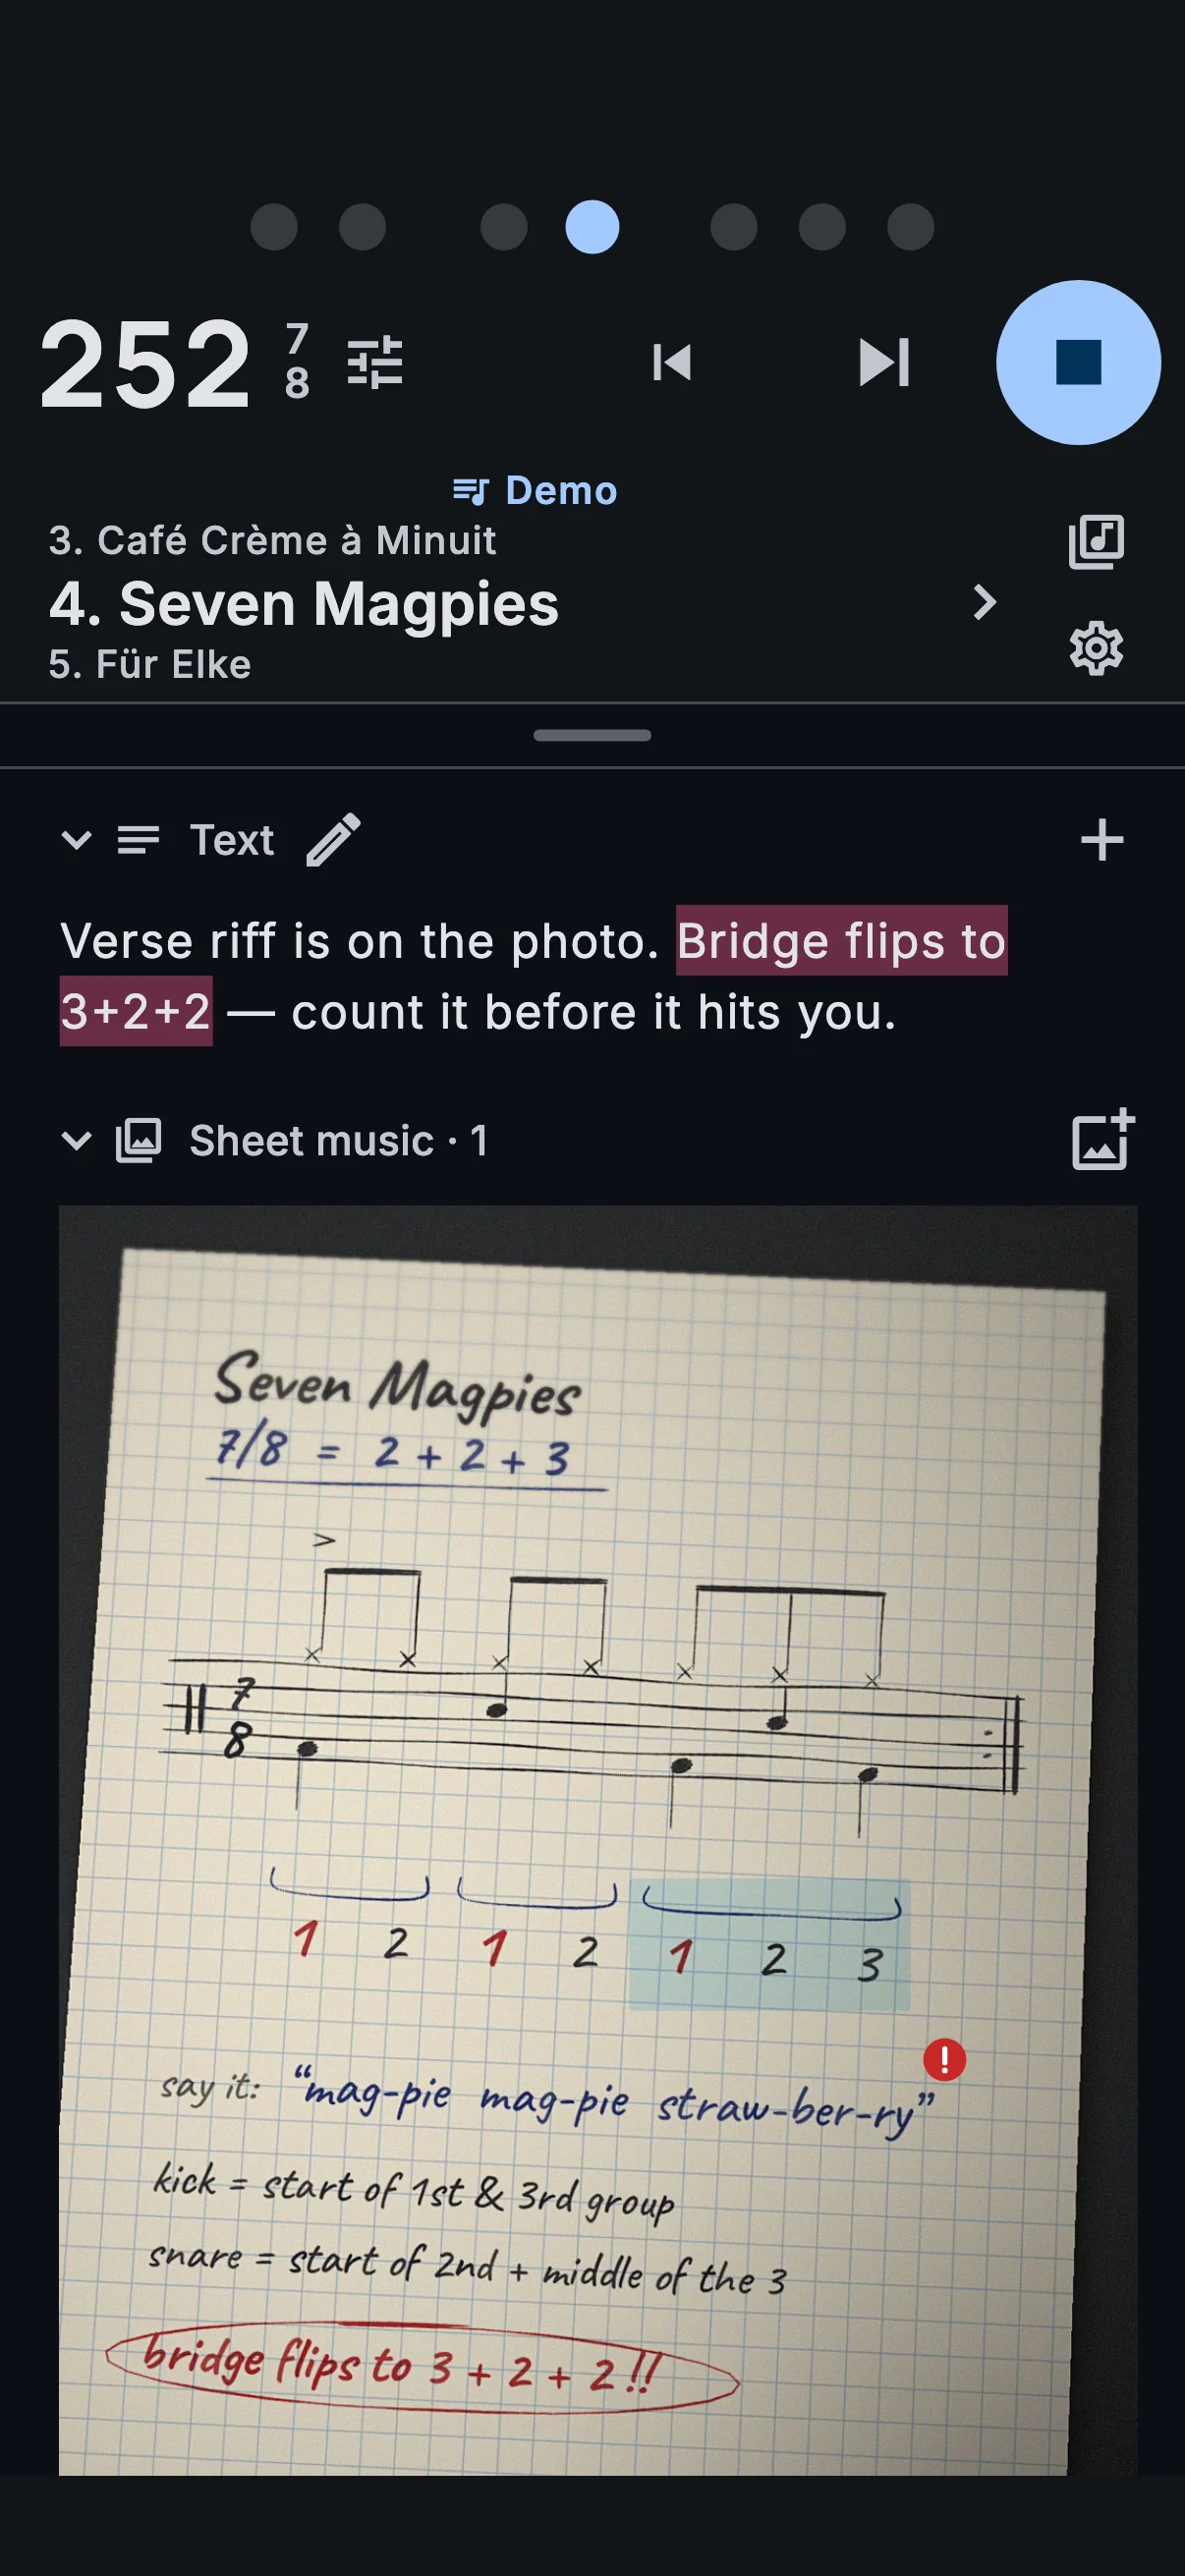 252
7
8
Demo
3. Café Crème à Minuit
4. Seven Magpies
5. Für Elke
Text
Verse riff is on the photo. Bridge flips to
3+2+2 — count it before it hits you.
Sheet music · 1
Seven Magpies
7/8 = 2 + 2 + 3
>
7
8
1 2 1 2 1 2 3
!
say it: “mag-pie mag-pie straw-ber-ry”
kick = start of 1st & 3rd group
snare = start of 2nd + middle of the 3
bridge flips to 3 + 2 + 2!!